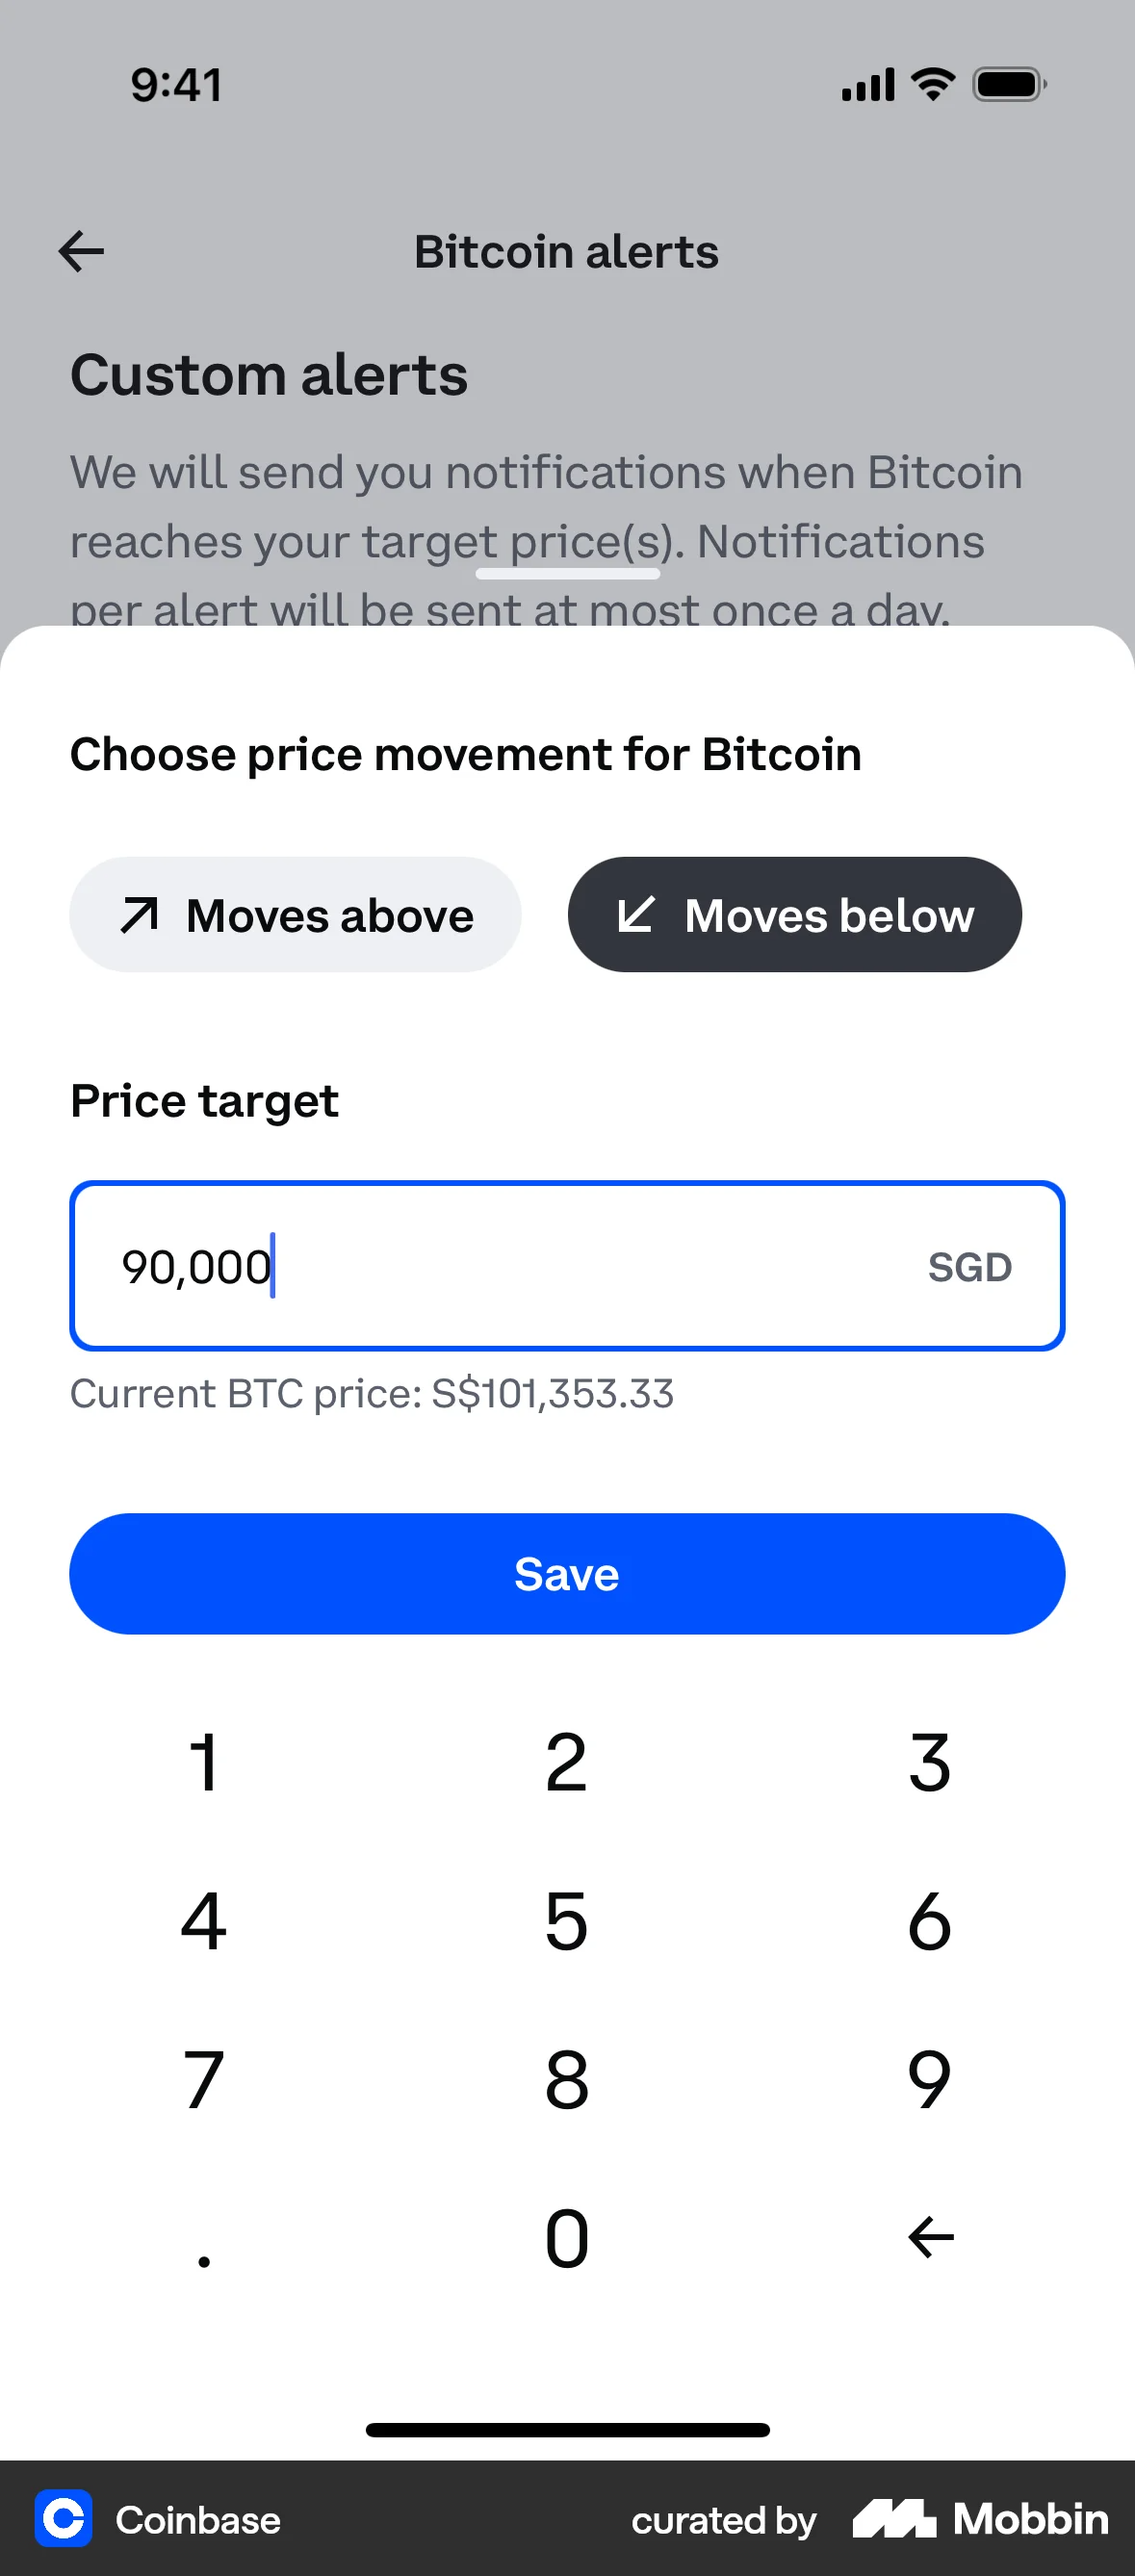 9:41
Bitcoin alerts
Custom alerts
We will send you notifications when Bitcoin
reaches your target price(s). Notifications
per alert will be sent at most once a day.
Choose price movement for Bitcoin
Moves above
Moves below
Price target
90,000
SGD
Current BTC price: S$101,353.33
Save
1 2 3
4 5 6
7 8 9
. 0
Coinbase
curated by Mobbin